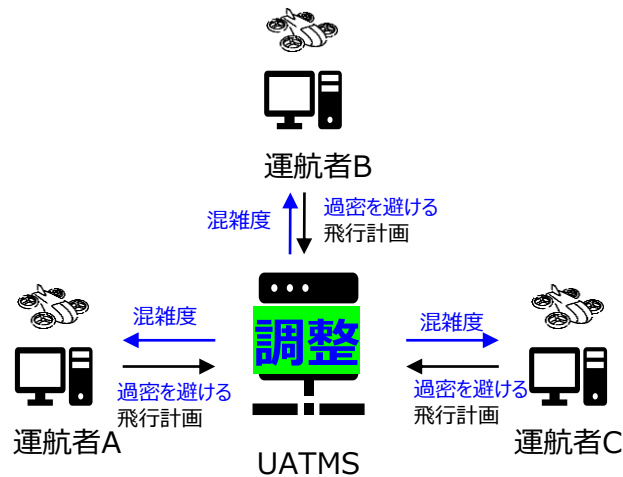 運航者B
混雑度
過密を避ける
飛行計画
調整
混雑度
過密を避ける
飛行計画
運航者A
混雑度
過密を避ける
飛行計画
運航者C
UATMS